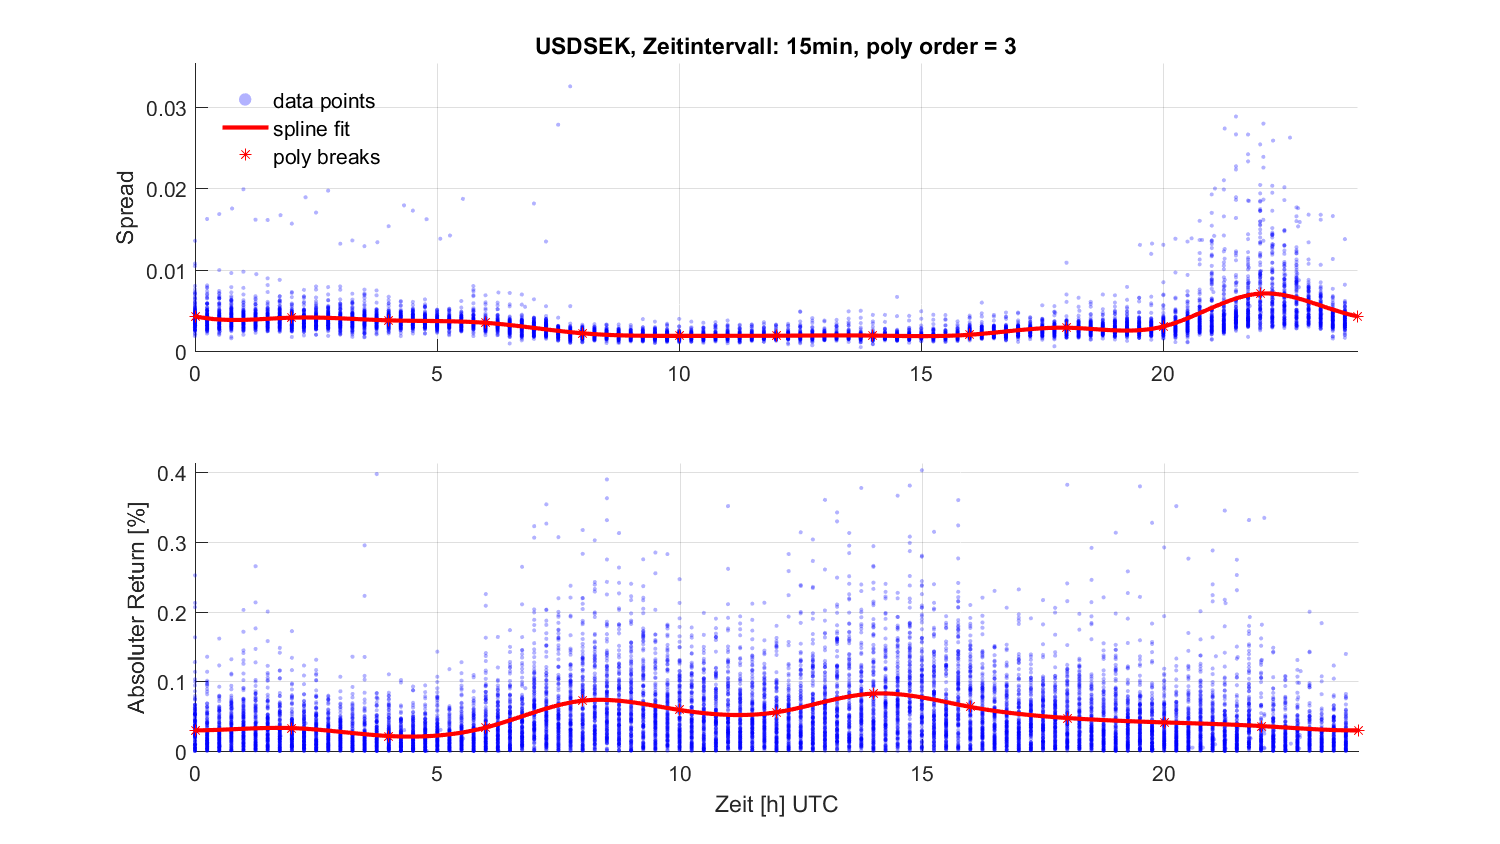 USDSEK, Zeitintervall: 15min, poly order = 3
data points
spline fit
poly breaks
Spread
0.03
0.02
0.01
0
0 5 10 15 20
Absoluter Return [%]
0.4
0.3
0.2
0.1
0
0 5 10 15 20
Zeit [h] UTC